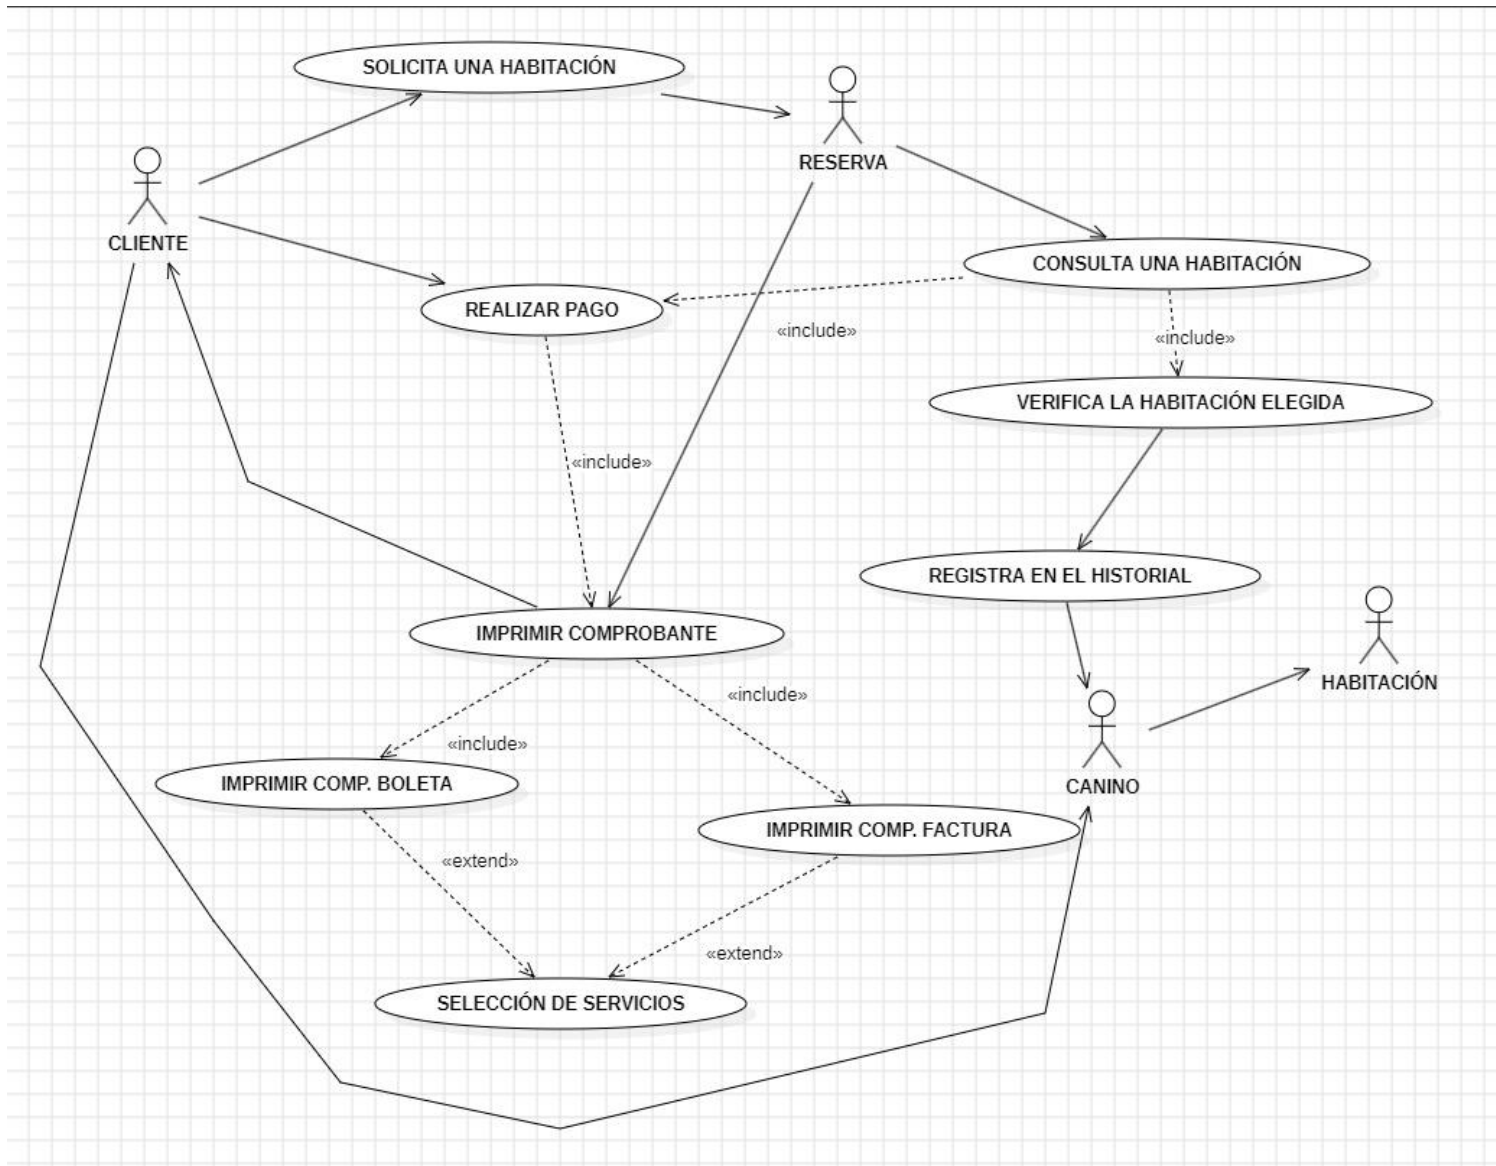 SOLICITA UNA HABITACIÓN
RESERVA
CLIENTE
CONSULTA UNA HABITACIÓN
REALIZAR PAGO
«include»
«include»
VERIFICA LA HABITACIÓN ELEGIDA
«include»
REGISTRA EN EL HISTORIAL
IMPRIMIR COMPROBANTE
HABITACIÓN
«include»
«include»
IMPRIMIR COMP. BOLETA
CANINO
IMPRIMIR COMP. FACTURA
«extend»
«extend»
SELECCIÓN DE SERVICIOS